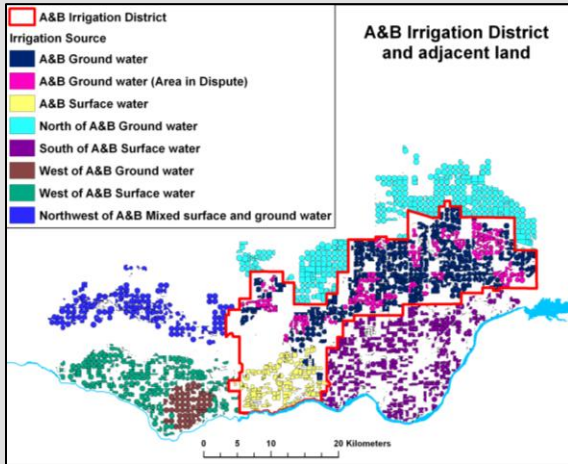 A&B Irrigation District
Irrigation Source
A&B Ground water
A&B Ground water (Area in Dispute)
A&B Surface water
North of A&B Ground water
South of A&B Surface water
West of A&B Ground water
West of A&B Surface water
Northwest of A&B Mixed surface and ground water
A&B Irrigation District
and adjacent land
0 5 10 20 Kilometers